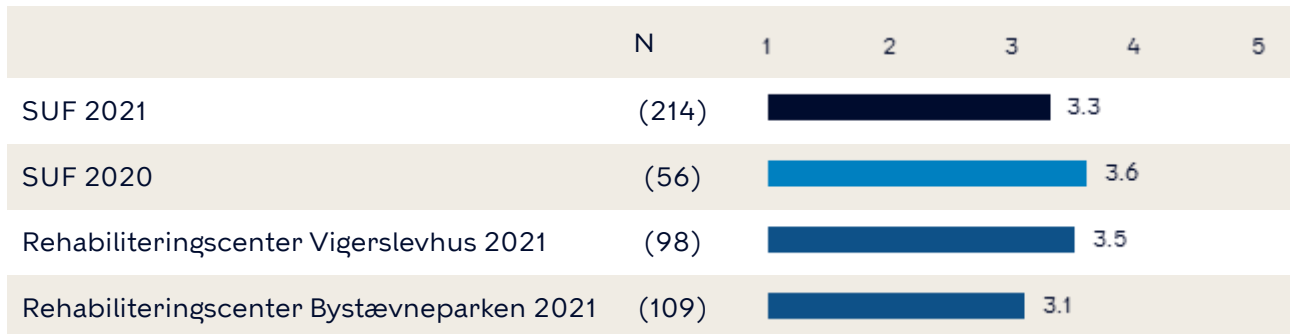 N 1 2 3 4 5
SUF 2021 (214) 3.3
SUF 2020 (56) 3.6
Rehabiliteringscenter Vigerslevhus 2021 (98) 3.5
Rehabiliteringscenter Bystævneparken 2021 (109) 3.1